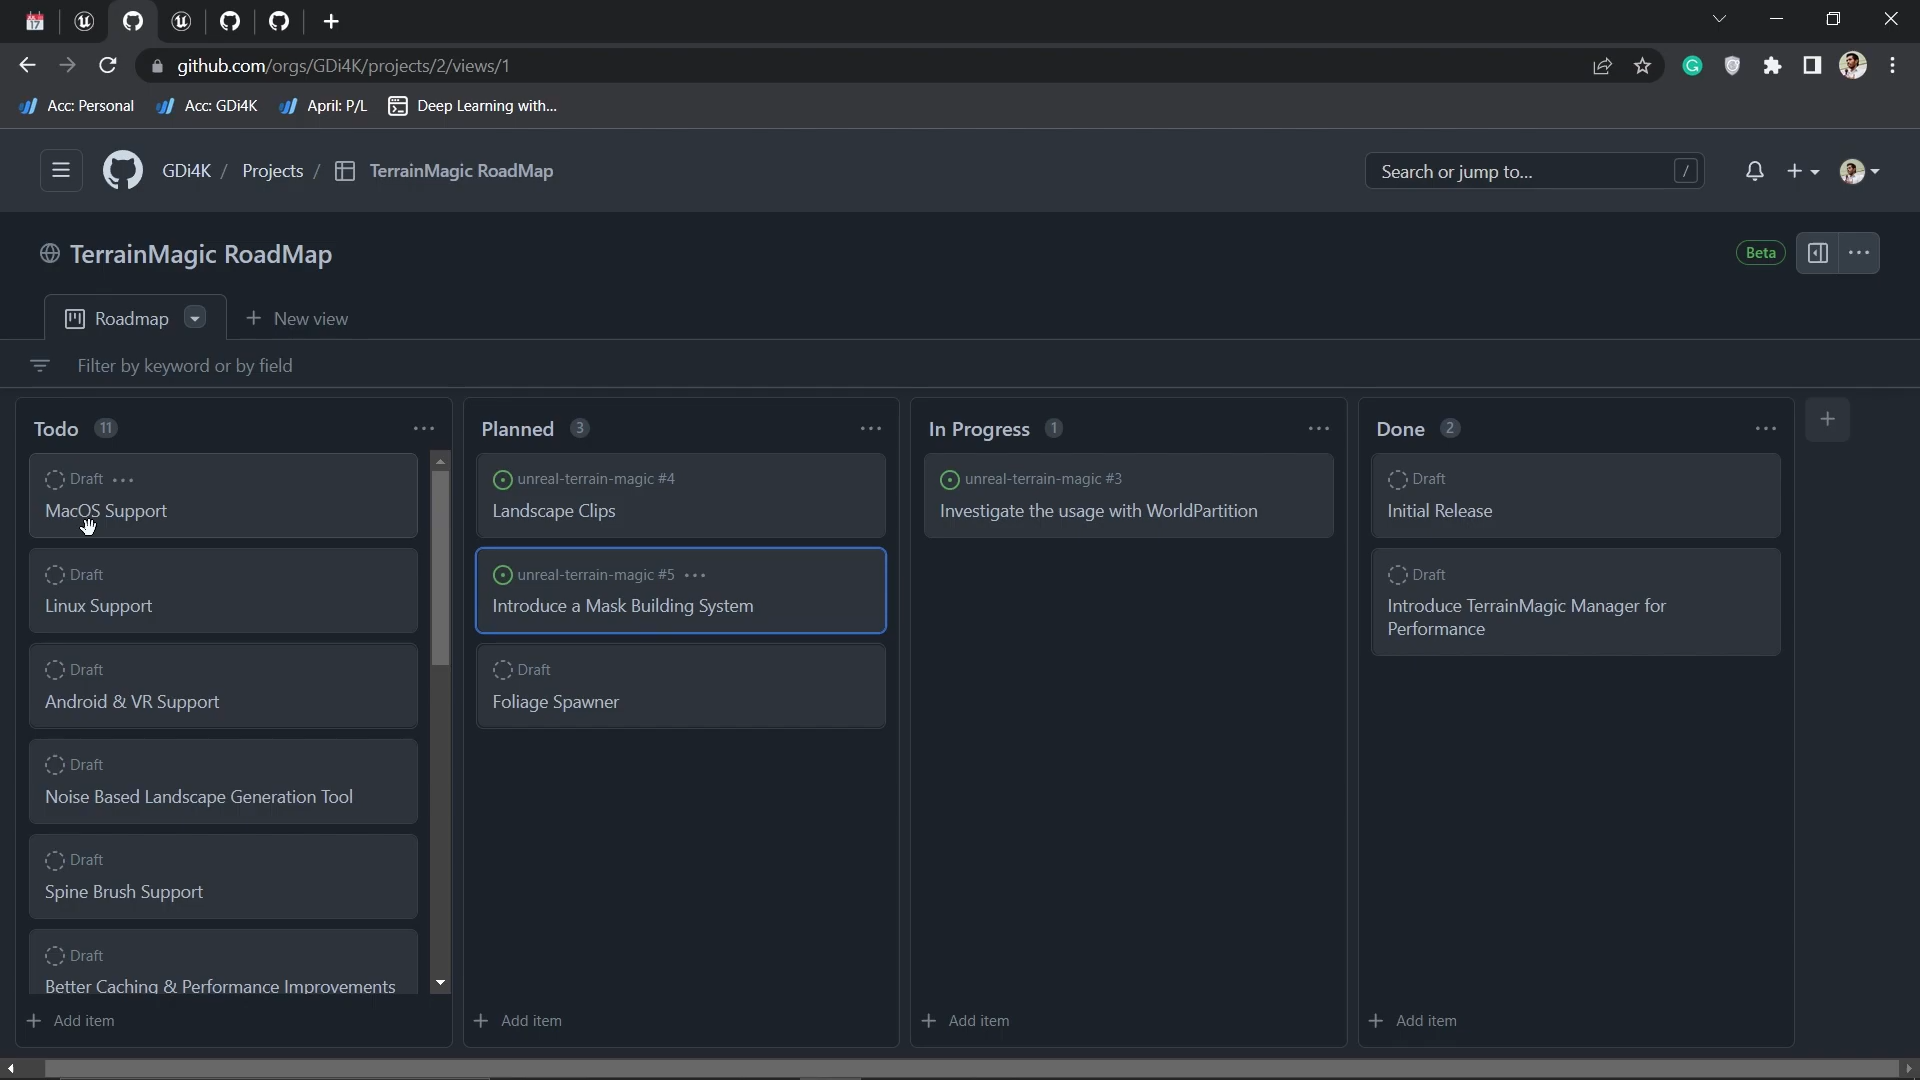 17
github.com/orgs/GDi4K/projects/2/views/1
Acc: Personal
Acc: GDi4K
April: P/L
Deep Learning with...
GDi4K / Projects / TerrainMagic RoadMap
Search or jump to... /
TerrainMagic RoadMap
Beta
Roadmap
New view
Filter by keyword or by field
Todo 11
Draft
MacOS Support
Draft
Linux Support
Draft
Android & VR Support
Draft
Noise Based Landscape Generation Tool
Draft
Spine Brush Support
Draft
Better Caching & Performance Improvements
Add item
Planned 3
unreal-terrain-magic #4
Landscape Clips
unreal-terrain-magic #5
Introduce a Mask Building System
Draft
Foliage Spawner
Add item
In Progress 1
unreal-terrain-magic #3
Investigate the usage with WorldPartition
Add item
Done 2
Draft
Initial Release
Draft
Introduce TerrainMagic Manager for
Performance
Add item